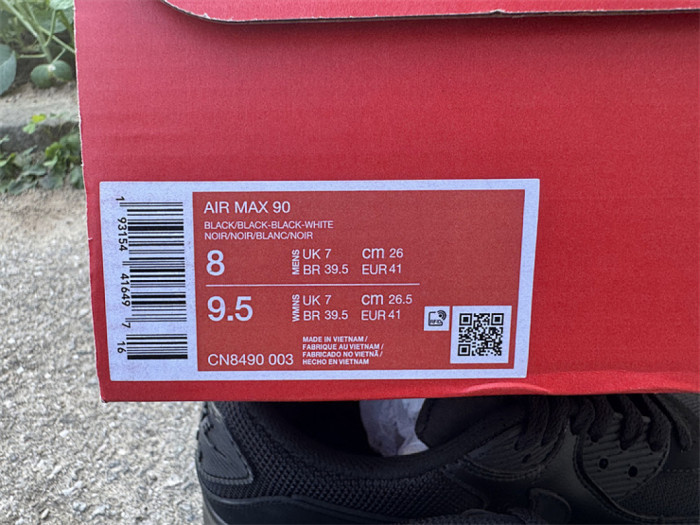 AIR MAX 90
BLACK/BLACK-BLACK-WHITE
NOIR/NOIR/BLANC/NOIR
8 MENS UK 7 cm 26
BR 39.5 EUR 41
9.5 WMNS UK 7 cm 26.5
BR 39.5 EUR 41
MADE IN VIETNAM /
FABRIQUE AU VIETNAM /
FABRICADO NO VIETNÃ /
HECHO EN VIETNAM
CN8490 003
1 93154 41649 7 16